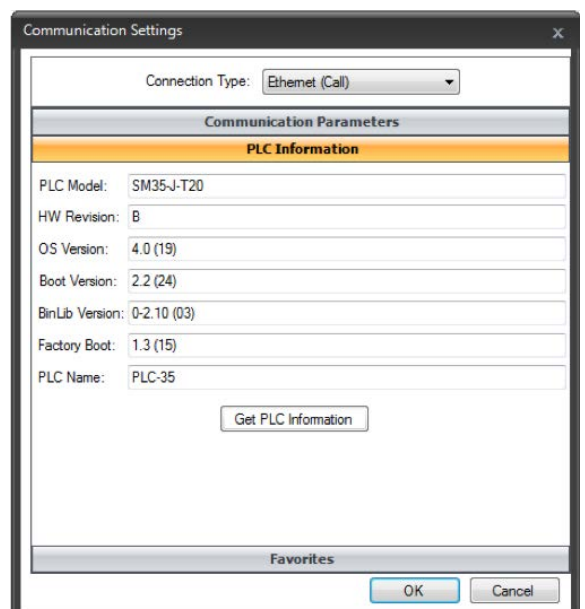 Communication Settings x
Connection Type: Ethernet (Call)
Communication Parameters
PLC Information
PLC Model: SM35-J-T20
HW Revision: B
OS Version: 4.0 (19)
Boot Version: 2.2 (24)
BinLib Version: 0-2.10 (03)
Factory Boot: 1.3 (15)
PLC Name: PLC-35
Get PLC Information
Favorites
OK Cancel